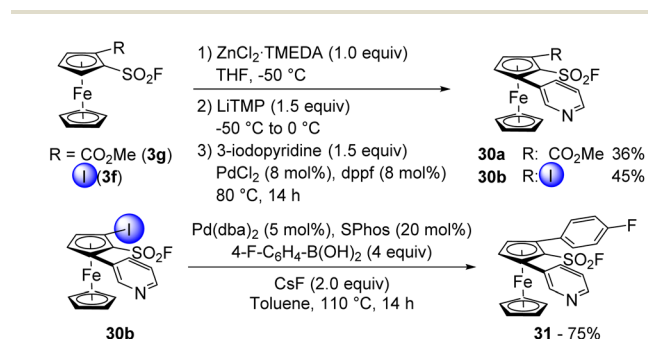 R
SO2F
Fe
R = CO2Me (3g)
I (3f)
1) ZnCl2·TMEDA (1.0 equiv)
THF, -50 °C
2) LiTMP (1.5 equiv)
-50 °C to 0 °C
3) 3-iodopyridine (1.5 equiv)
PdCl2 (8 mol%), dppf (8 mol%)
80 °C, 14 h
R
SO2F
Fe
N
30a R: CO2Me 36%
30b R: I 45%
I
SO2F
Fe
N
30b
Pd(dba)2 (5 mol%), SPhos (20 mol%)
4-F-C6H4-B(OH)2 (4 equiv)
CsF (2.0 equiv)
Toluene, 110 °C, 14 h
F
SO2F
Fe
N
31 - 75%